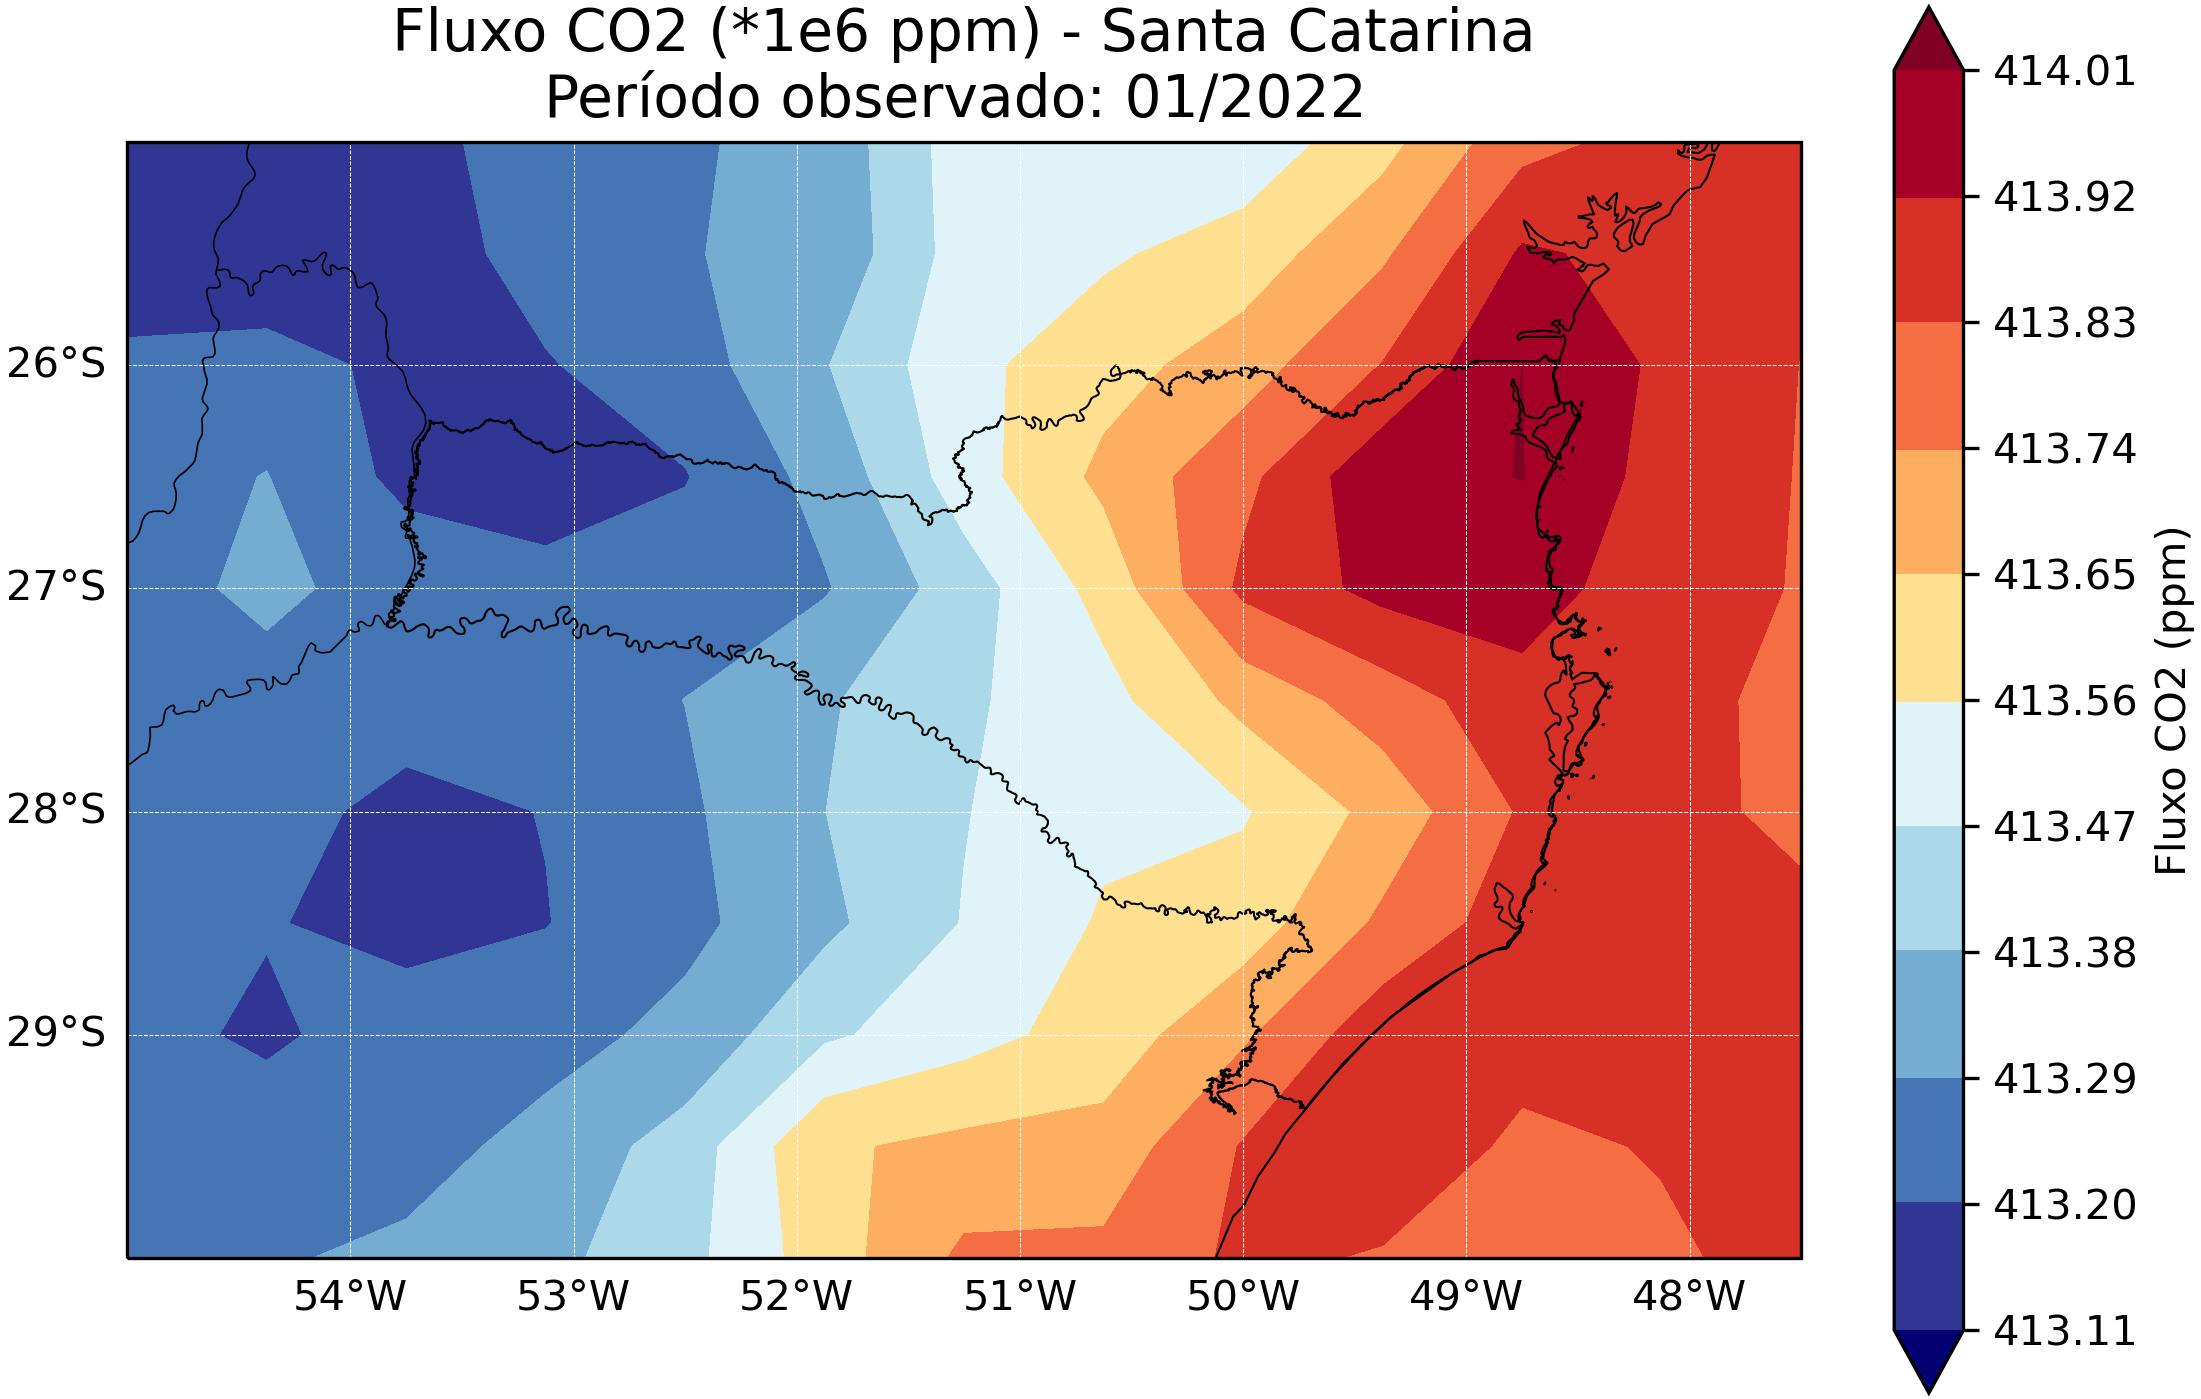 Fluxo CO2 (*1e6 ppm) - Santa Catarina
Período observado: 01/2022
414.01
413.92
413.83
413.74
413.65
413.56
413.47
413.38
413.29
413.20
413.11
Fluxo CO2 (ppm)
26°S
27°S
28°S
29°S
54°W
53°W
52°W
51°W
50°W
49°W
48°W